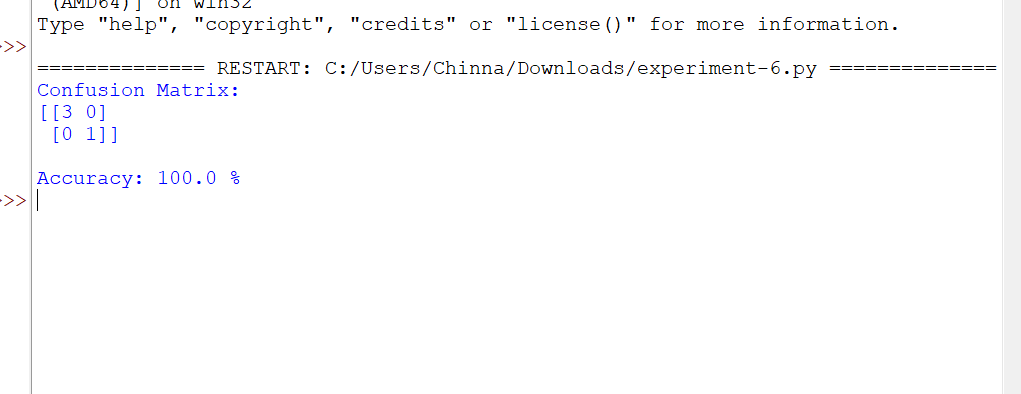 (AMD64)] on win32
Type "help", "copyright", "credits" or "license()" for more information.
>>>
============== RESTART: C:/Users/Chinna/Downloads/experiment-6.py ==============
Confusion Matrix:
[[3 0]
 [0 1]]
Accuracy: 100.0 %
>>>